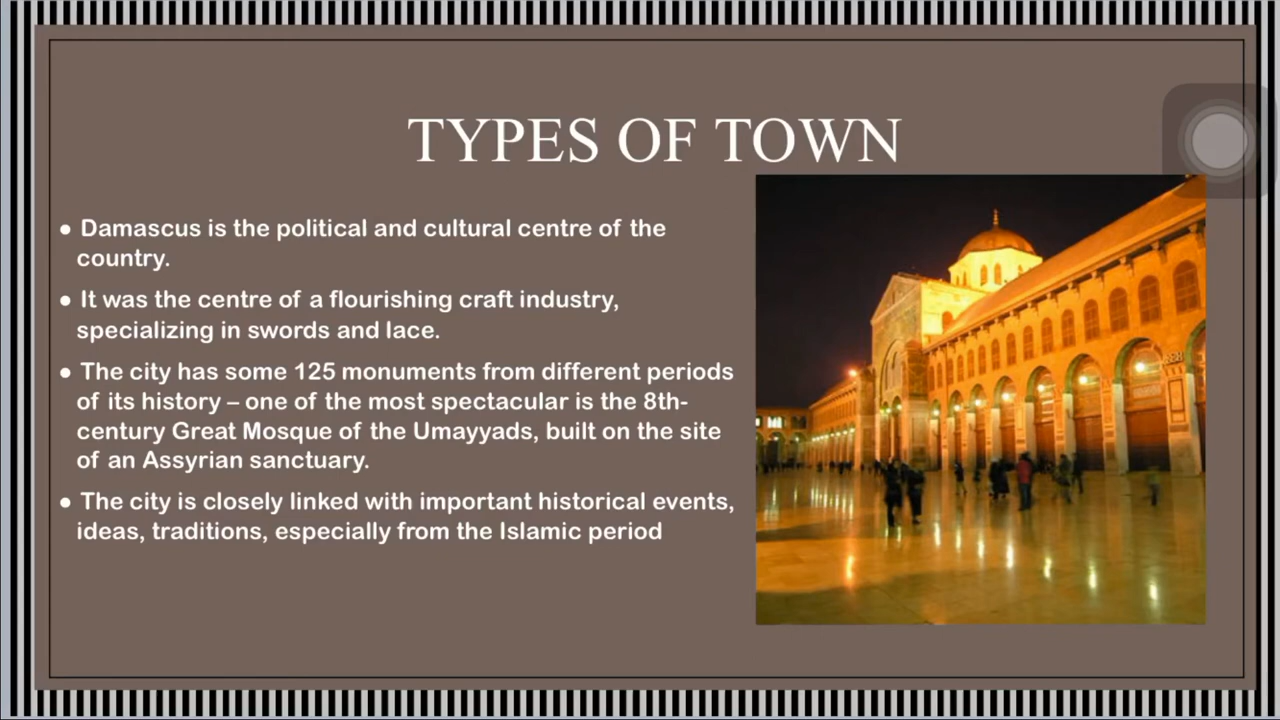 TYPES OF TOWN
● Damascus is the political and cultural centre of the
country.
● It was the centre of a flourishing craft industry,
specializing in swords and lace.
● The city has some 125 monuments from different periods
of its history – one of the most spectacular is the 8th-
century Great Mosque of the Umayyads, built on the site
of an Assyrian sanctuary.
● The city is closely linked with important historical events,
ideas, traditions, especially from the Islamic period